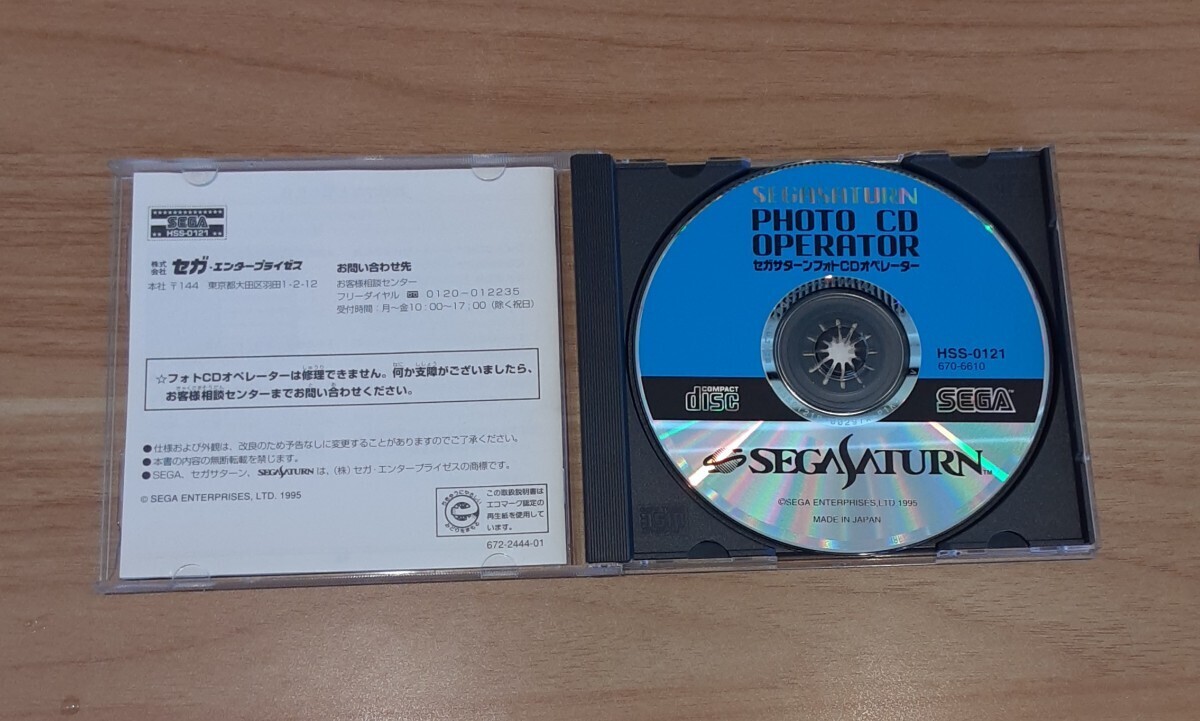 SEGA
HSS-0121
株式会社 セガ・エンタープライゼス
本社 〒144 東京都大田区羽田1-2-12
お問い合わせ先
お客様相談センター
フリーダイヤル 0120-012235
受付時間:月~金10:00~17:00(除く祝日)
☆フォトCDオペレーターは修理できません。何か支障がございましたら、
お客様相談センターまでお問い合わせください。
●仕様および外観は、改良のため予告なしに変更することがありますのでご了承ください。
●本書の内容の無断転載を禁じます。
●SEGA、セガサターン、SEGASATURNは、(株)セガ・エンタープライゼスの商標です。
© SEGA ENTERPRISES, LTD. 1995
この取扱説明書は
エコマーク認定の
再生紙を使用して
います。
672-2444-01
SEGASATURN
PHOTO CD
OPERATOR
セガサターンフォトCDオペレーター
HSS-0121
670-6610
COMPACT
disc
SEGA™
SEGASATURN™
©SEGA ENTERPRISES,LTD.1995
MADE IN JAPAN